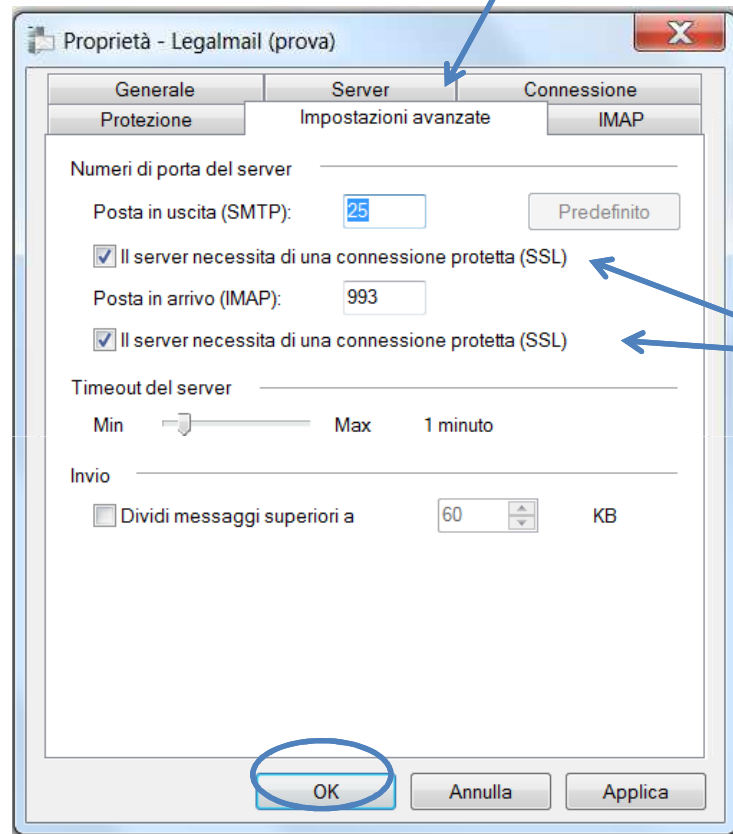 Proprietà - Legalmail (prova)
Generale Server Connessione
Protezione Impostazioni avanzate IMAP
Numeri di porta del server
Posta in uscita (SMTP): 25 Predefinito
Il server necessita di una connessione protetta (SSL)
Posta in arrivo (IMAP): 993
Il server necessita di una connessione protetta (SSL)
Timeout del server
Min Max 1 minuto
Invio
Dividi messaggi superiori a 60 KB
OK Annulla Applica